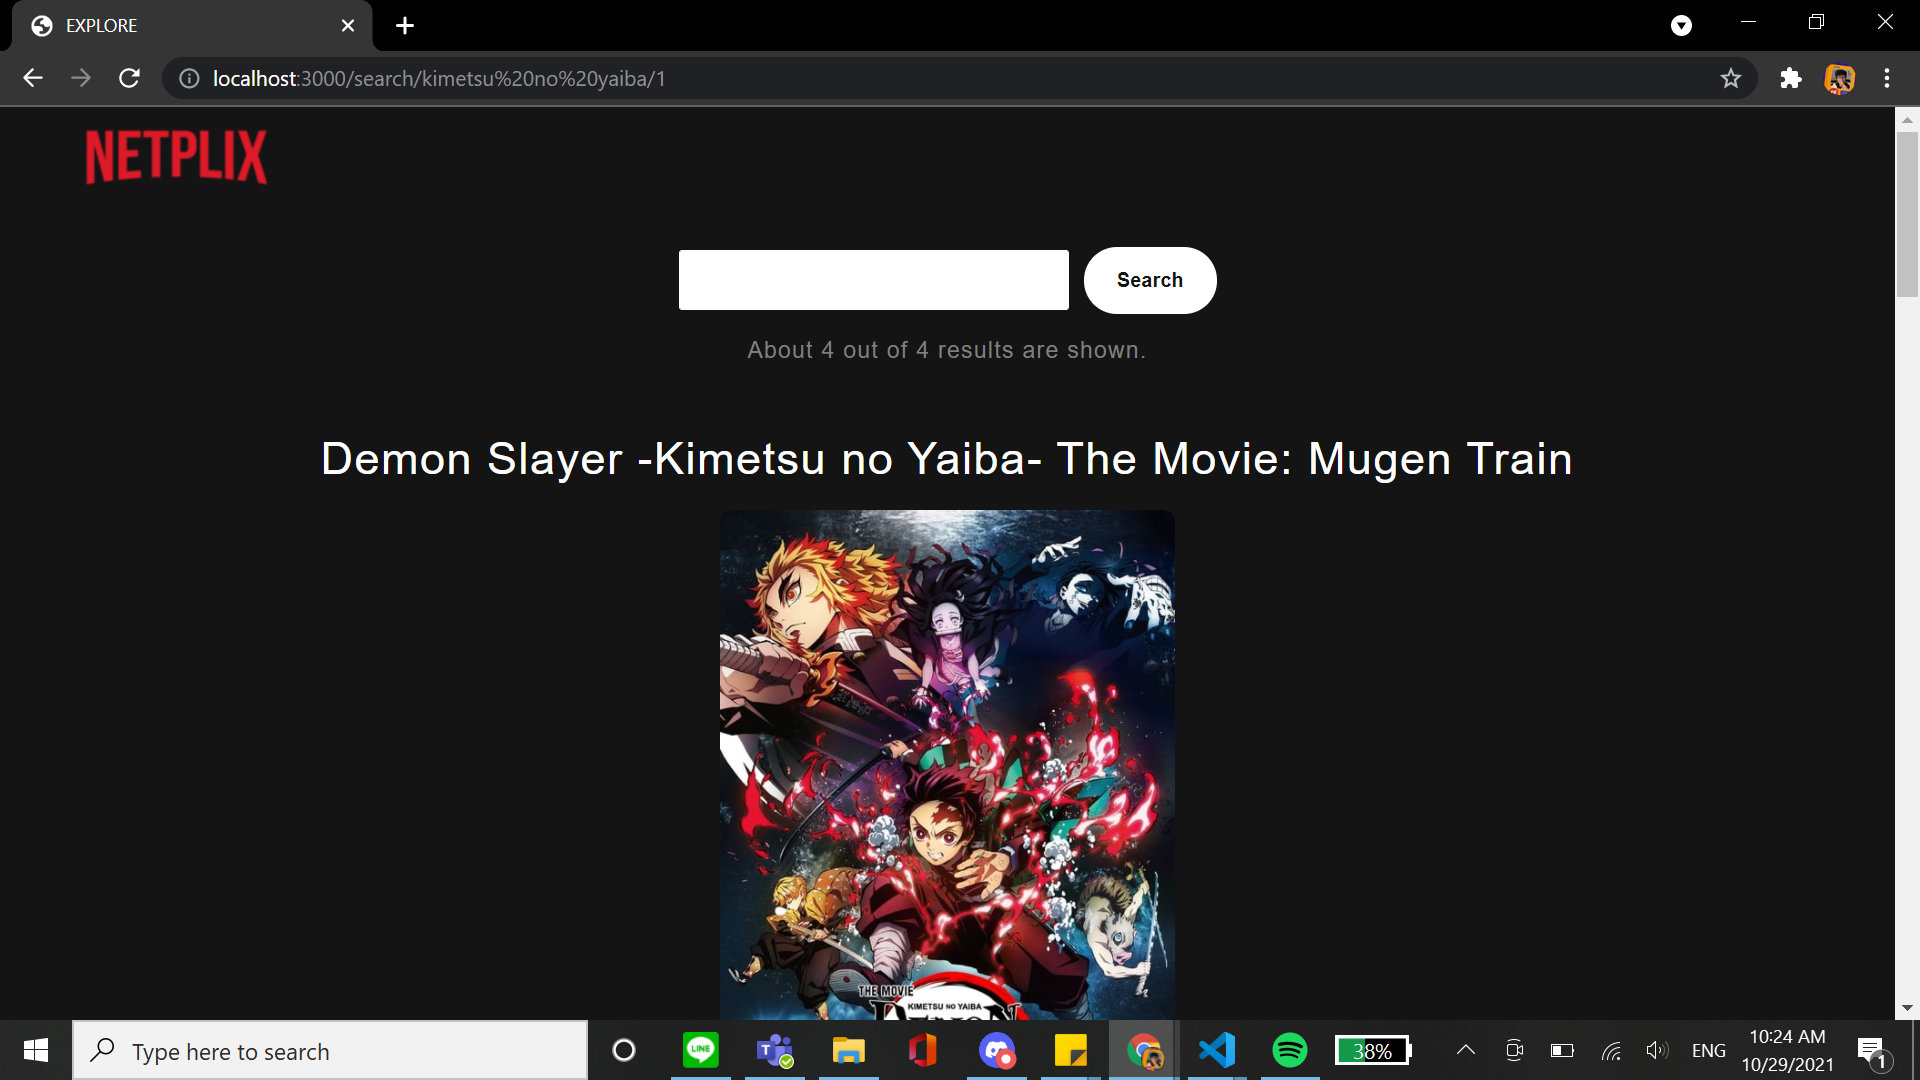 EXPLORE
localhost:3000/search/kimetsu%20no%20yaiba/1
NETPLIX
Search
About 4 out of 4 results are shown.
Demon Slayer -Kimetsu no Yaiba- The Movie: Mugen Train
THE MOVIE
KIMETSU NO YAIBA
DEMON
Type here to search
LINE
38%
ENG
10:24 AM
10/29/2021
1